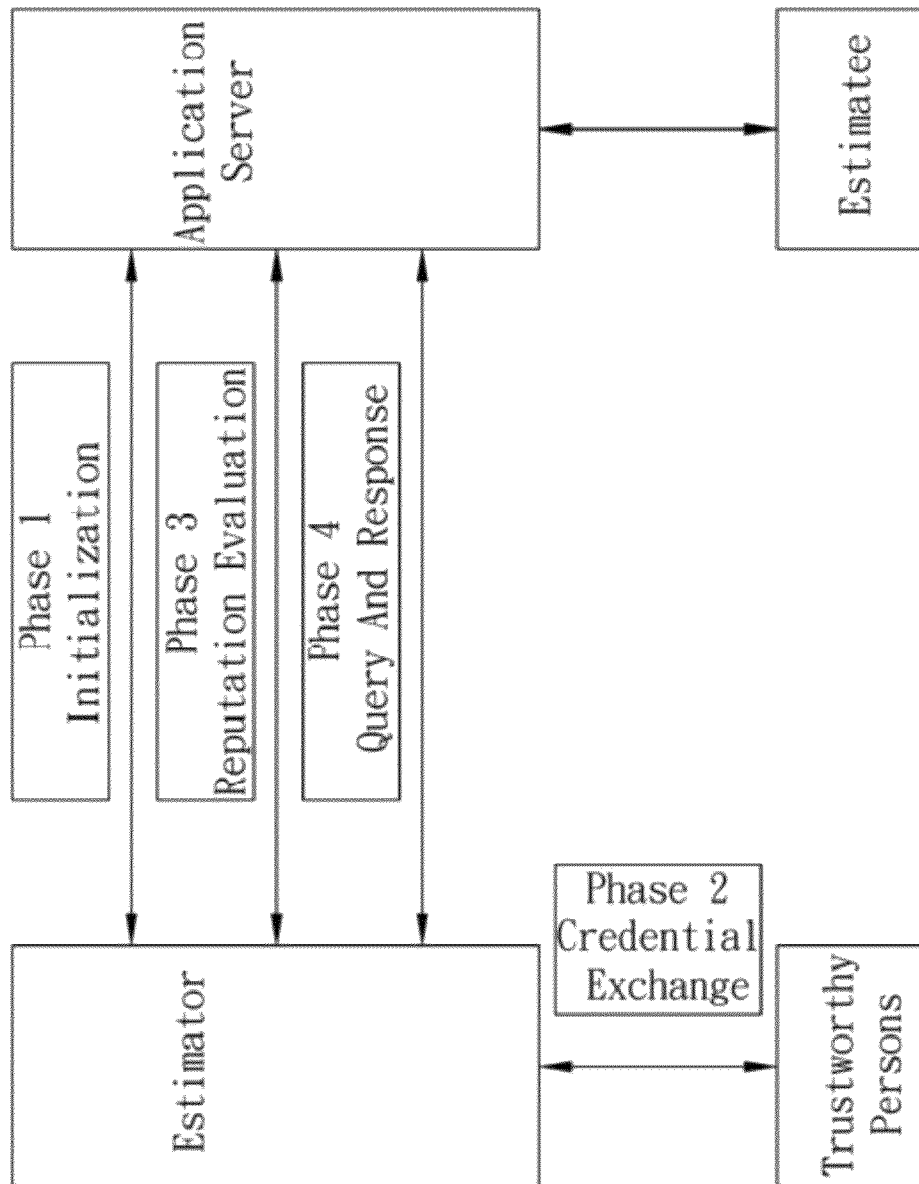 Application
Server
Estimatee
Phase 1
Initialization
Phase 3
Reputation Evaluation
Phase 4
Query And Response
Phase 2
Credential
Exchange
Estimator
Trustworthy
Persons